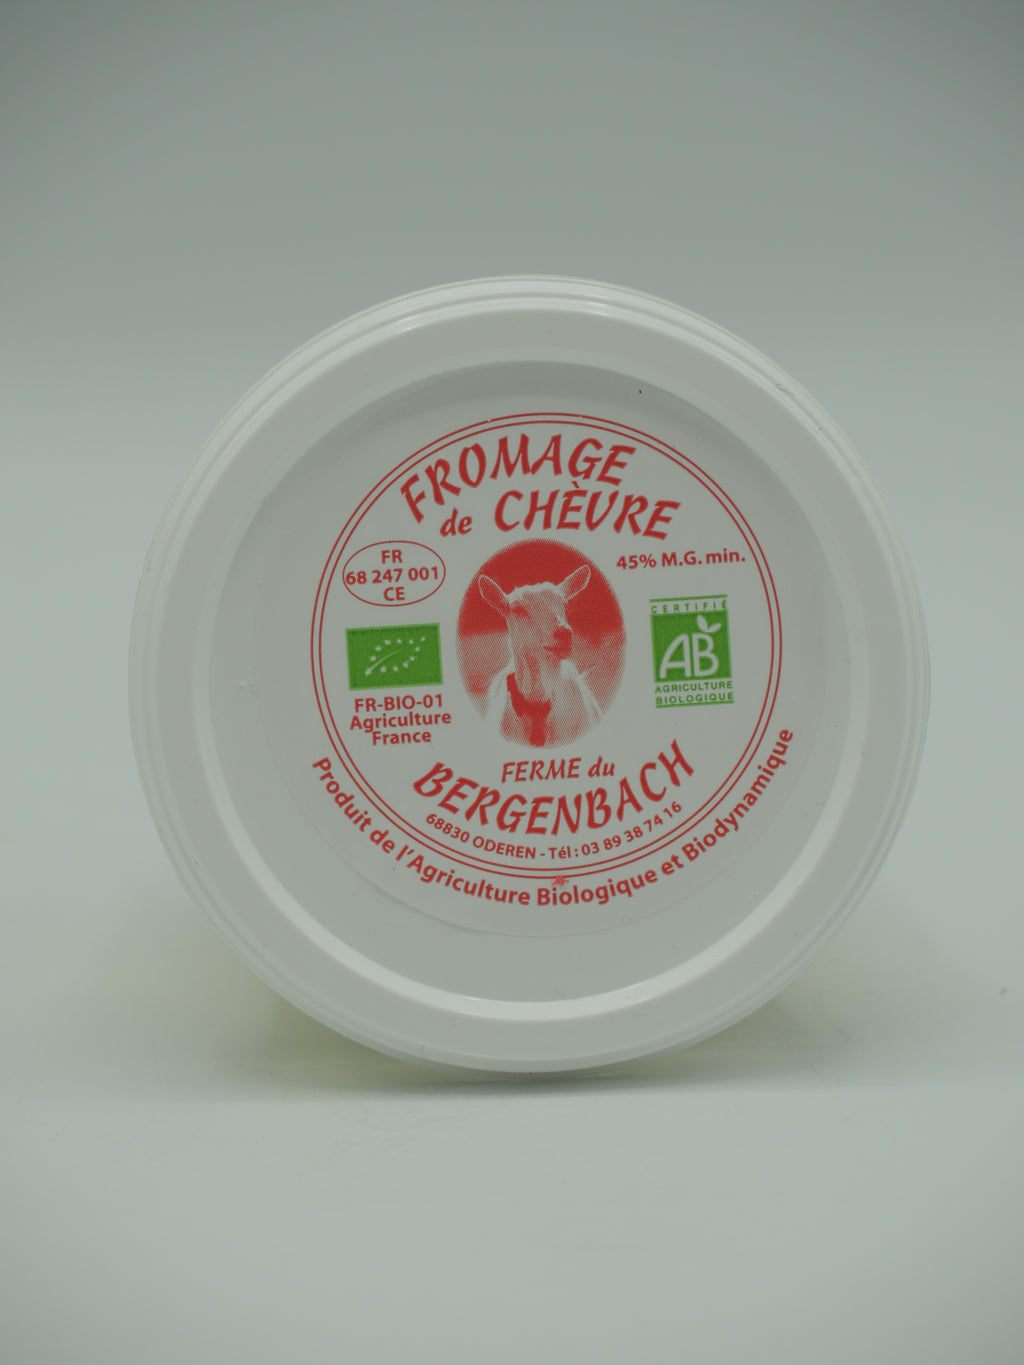 FROMAGE
de CHÈVRE
FR
68 247 001
CE
45% M.G. min.
CERTIFIÉ
AB
AGRICULTURE
BIOLOGIQUE
FR-BIO-01
Agriculture
France
FERME du
BERGENBACH
68830 ODEREN - Tél : 03 89 38 74 16
Produit de l'Agriculture Biologique et Biodynamique